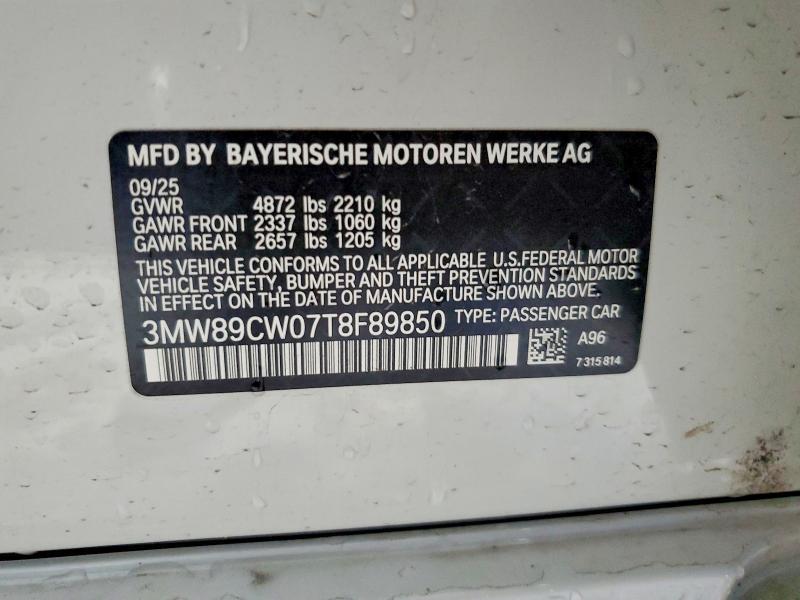 MFD BY BAYERISCHE MOTOREN WERKE AG
09/25
GVWR 4872 lbs 2210 kg
GAWR FRONT 2337 lbs 1060 kg
GAWR REAR 2657 lbs 1205 kg
THIS VEHICLE CONFORMS TO ALL APPLICABLE U.S.FEDERAL MOTOR
VEHICLE SAFETY, BUMPER AND THEFT PREVENTION STANDARDS
IN EFFECT ON THE DATE OF MANUFACTURE SHOWN ABOVE.
3MW89CW07T8F89850 TYPE: PASSENGER CAR
A96
7 315 814